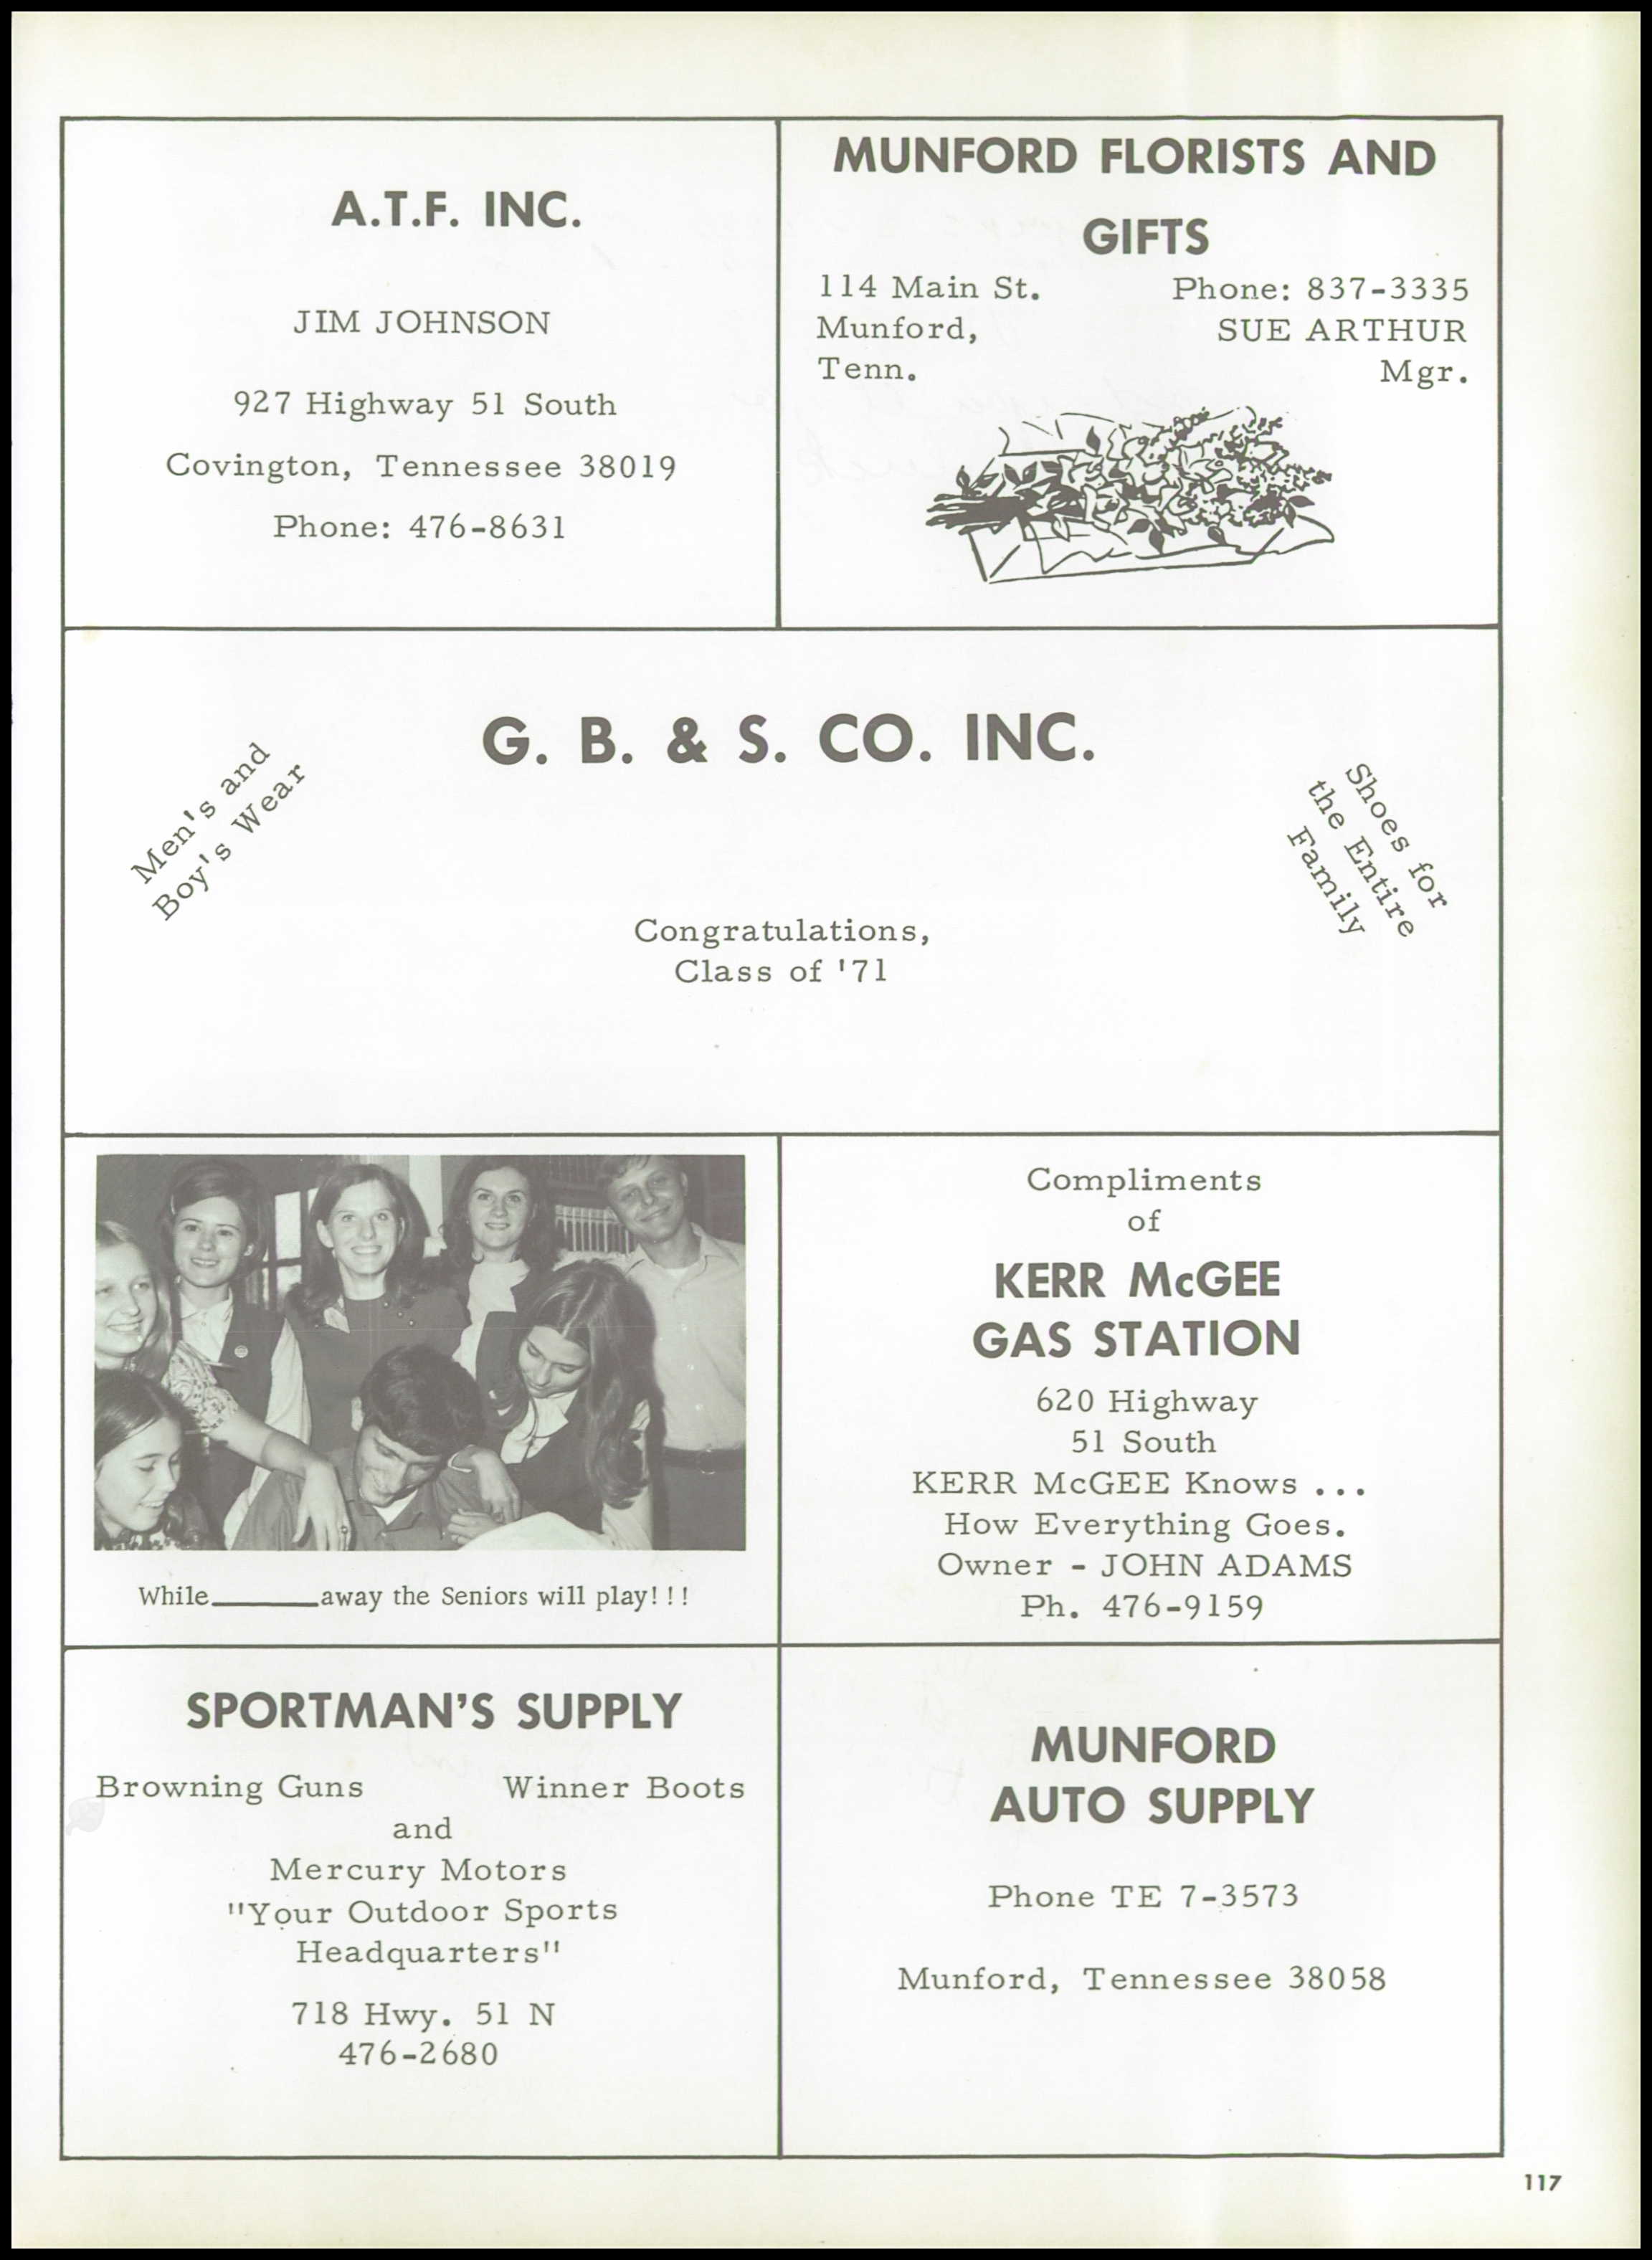 A.T.F. INC.
JIM JOHNSON
927 Highway 51 South
Covington, Tennessee 38019
Phone: 476-8631
MUNFORD FLORISTS AND
GIFTS
114 Main St.
Munford,
Tenn.
Phone: 837-3335
SUE ARTHUR
Mgr.
G. B. & S. CO. INC.
Men's and
Boy's Wear
Shoes for
the Entire
Family
Congratulations,
Class of '71
While______away the Seniors will play!!!
Compliments
of
KERR McGEE
GAS STATION
620 Highway
51 South
KERR McGEE Knows ...
How Everything Goes.
Owner - JOHN ADAMS
Ph. 476-9159
SPORTMAN'S SUPPLY
Browning Guns Winner Boots
and
Mercury Motors
"Your Outdoor Sports
Headquarters"
718 Hwy. 51 N
476-2680
MUNFORD
AUTO SUPPLY
Phone TE 7-3573
Munford, Tennessee 38058
117